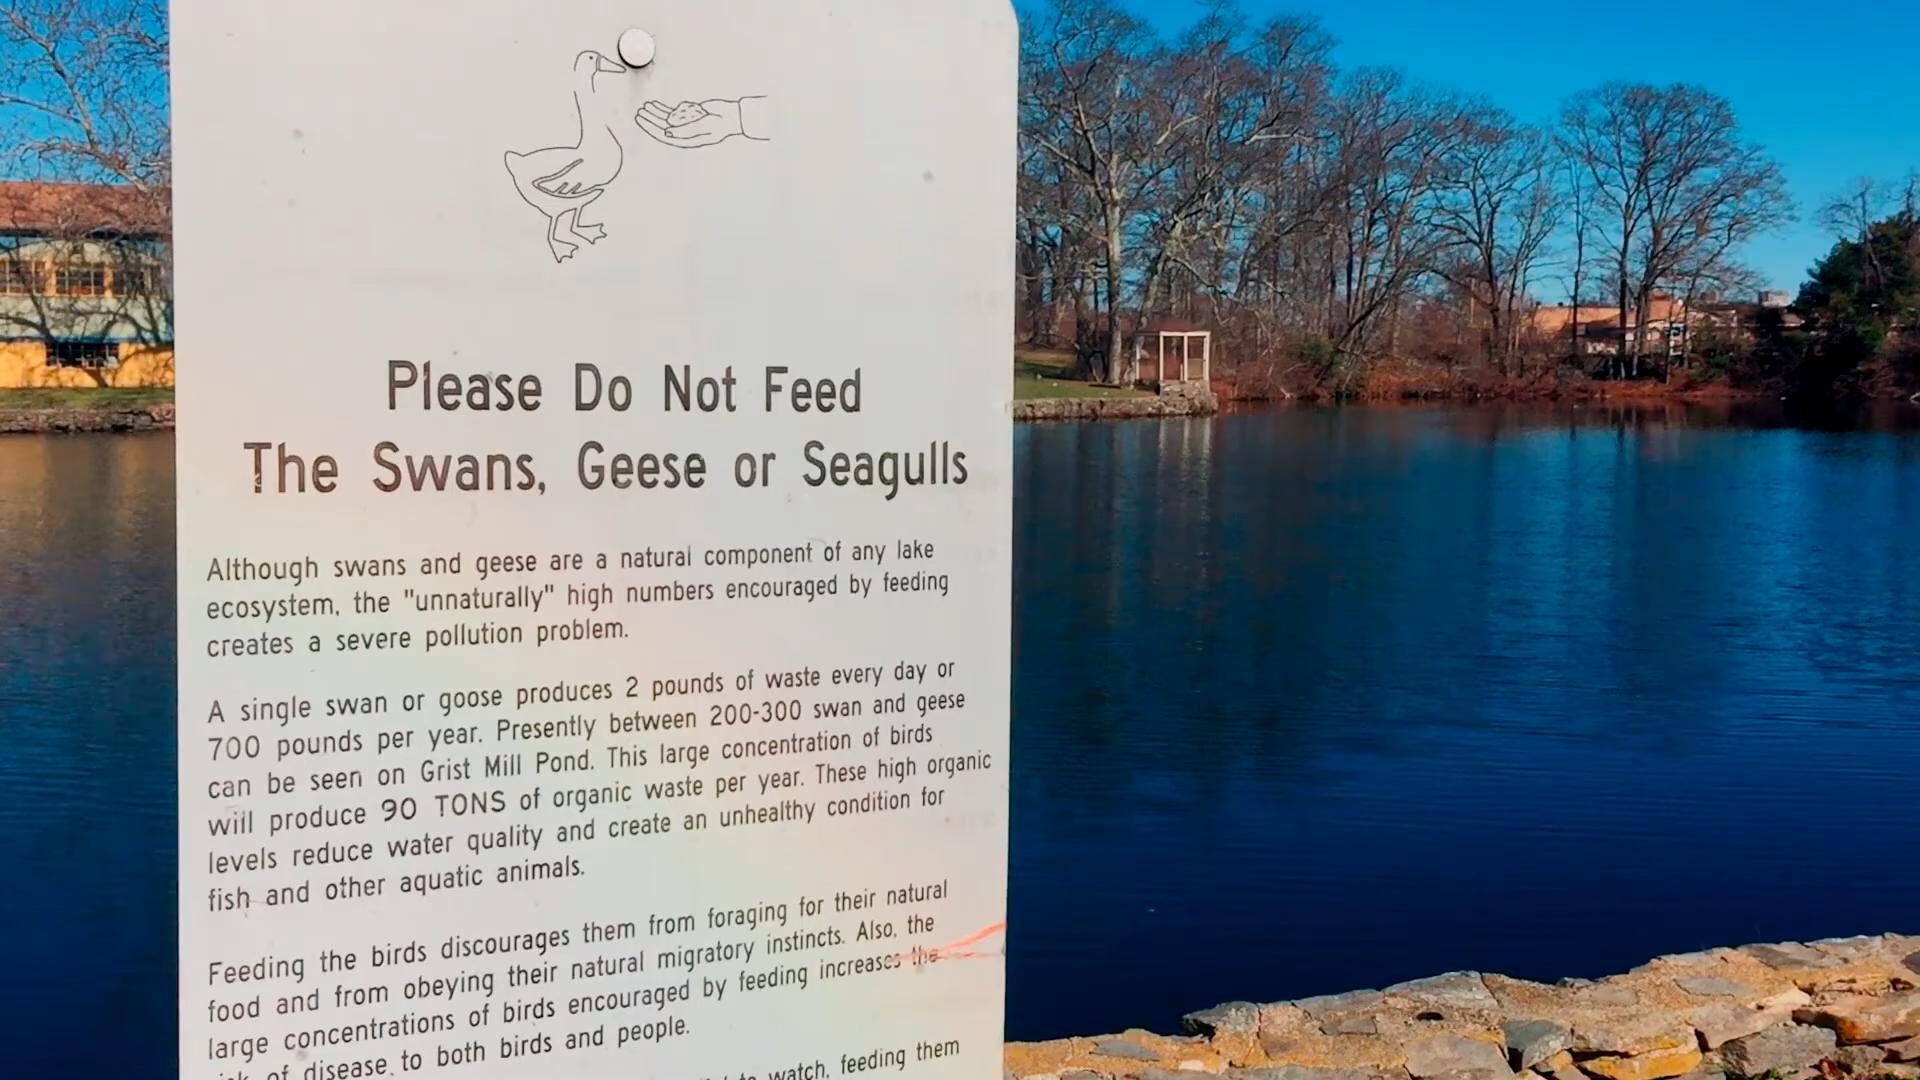 Please Do Not Feed
The Swans, Geese or Seagulls
Although swans and geese are a natural component of any lake
ecosystem, the "unnaturally" high numbers encouraged by feeding
creates a severe pollution problem.
A single swan or goose produces 2 pounds of waste every day or
700 pounds per year. Presently between 200-300 swan and geese
can be seen on Grist Mill Pond. This large concentration of birds
will produce 90 TONS of organic waste per year. These high organic
levels reduce water quality and create an unhealthy condition for
fish and other aquatic animals.
Feeding the birds discourages them from foraging for their natural
food and from obeying their natural migratory instincts. Also, the
large concentrations of birds encouraged by feeding increases the
of disease to both birds and people.
to watch, feeding them